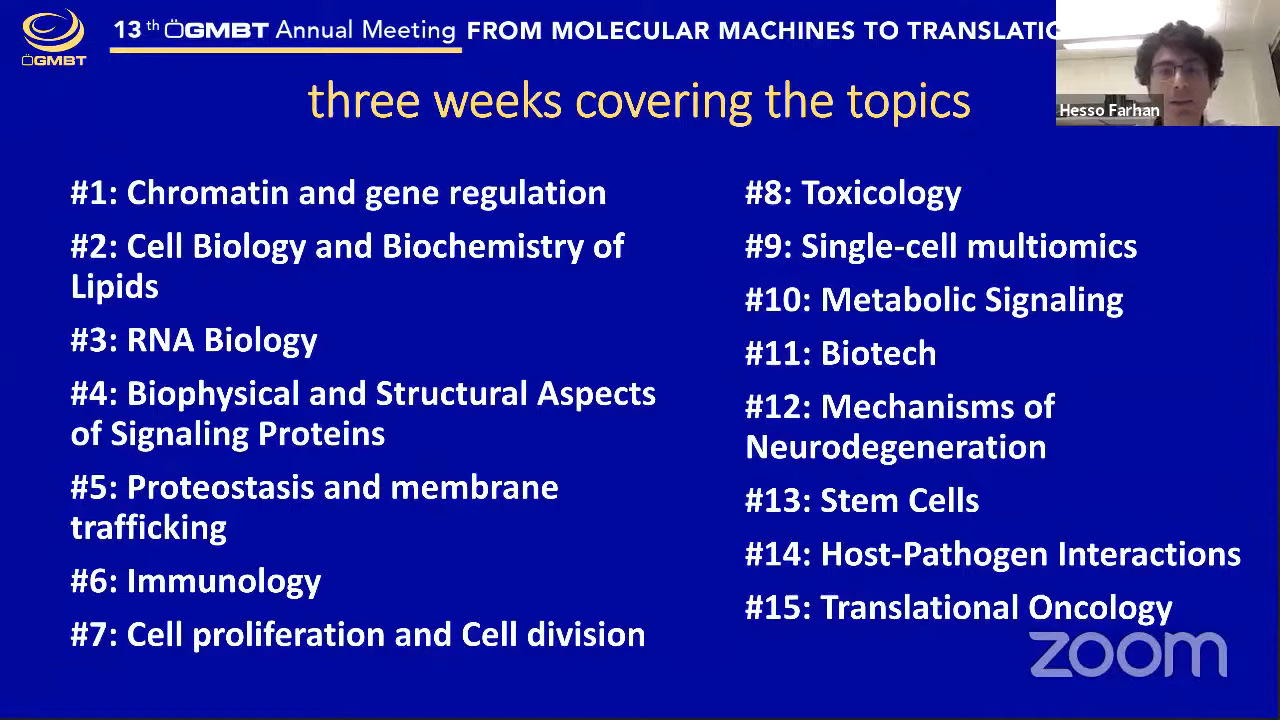 13th ÖGMBT Annual Meeting FROM MOLECULAR MACHINES TO TRANSLATIO
ÖGMBT
three weeks covering the topics
Hesso Farhan
#1: Chromatin and gene regulation
#2: Cell Biology and Biochemistry of
Lipids
#3: RNA Biology
#4: Biophysical and Structural Aspects
of Signaling Proteins
#5: Proteostasis and membrane
trafficking
#6: Immunology
#7: Cell proliferation and Cell division
#8: Toxicology
#9: Single-cell multiomics
#10: Metabolic Signaling
#11: Biotech
#12: Mechanisms of
Neurodegeneration
#13: Stem Cells
#14: Host-Pathogen Interactions
#15: Translational Oncology
zoom